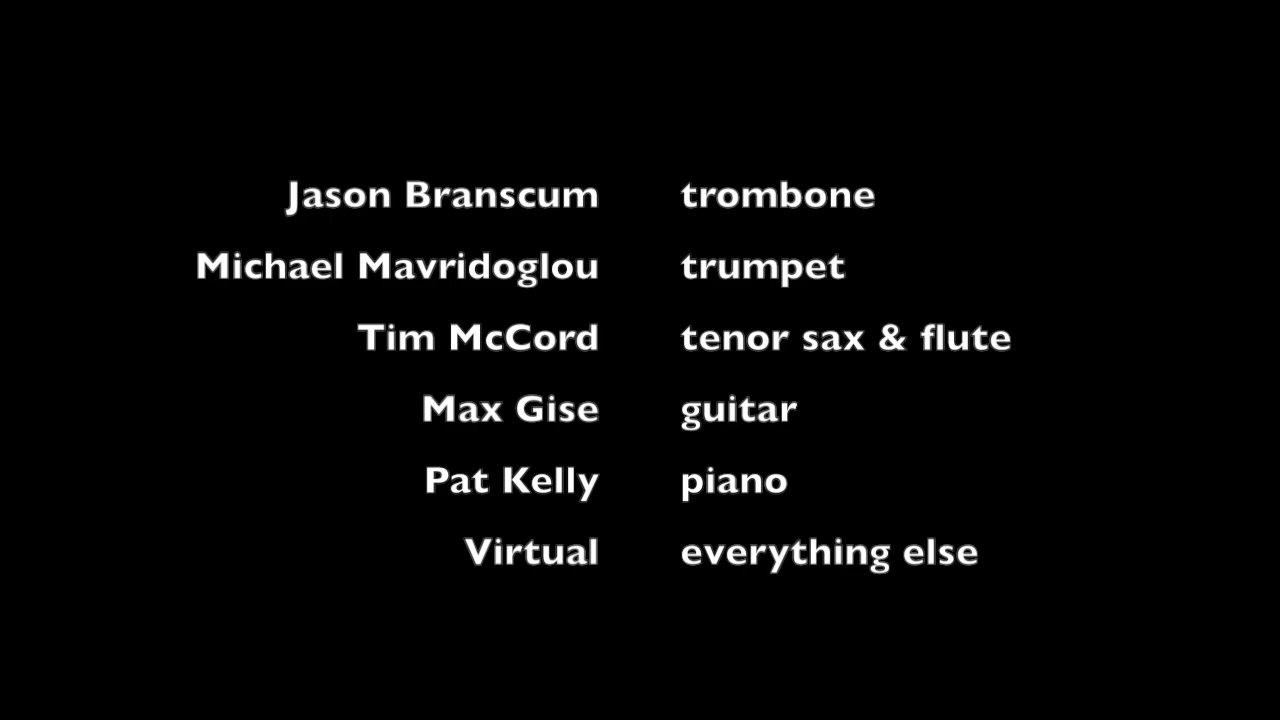 Jason Branscum trombone
Michael Mavridoglou trumpet
Tim McCord tenor sax & flute
Max Gise guitar
Pat Kelly piano
Virtual everything else